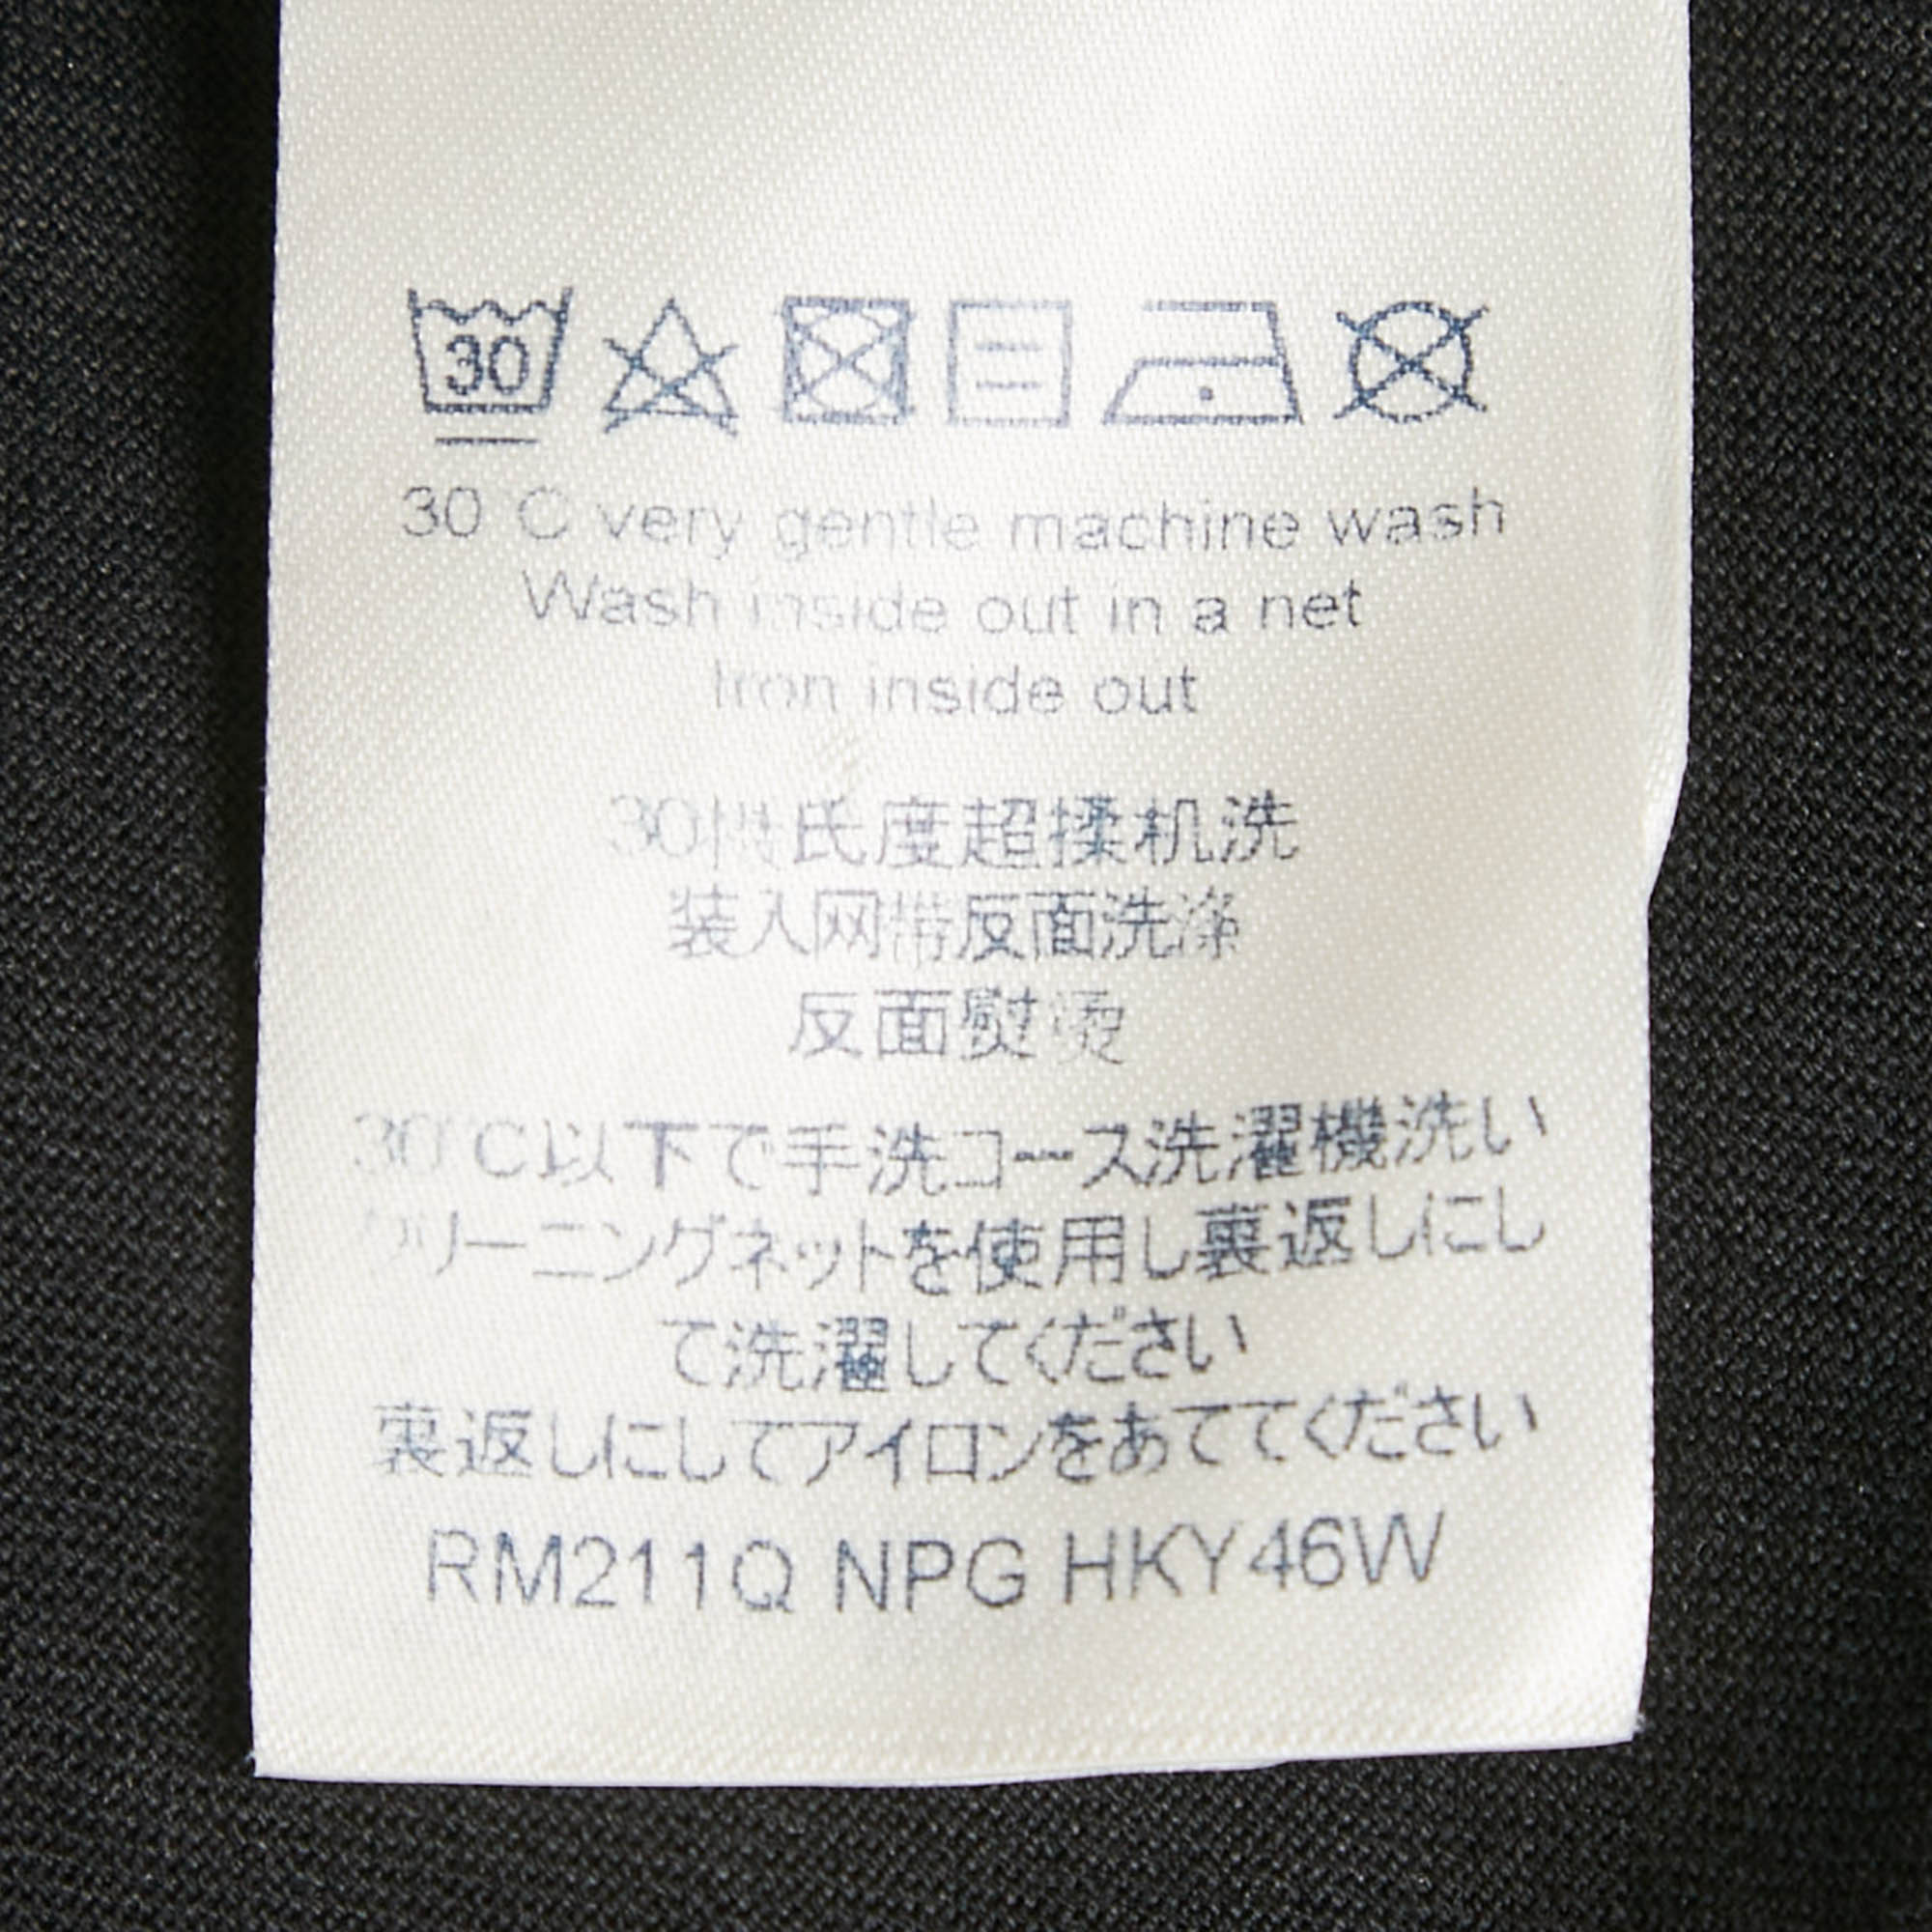 30
30°C very gentle machine wash
Wash inside out in a net
Iron inside out
30摄氏度超揉机洗
装入网带反面洗涤
反面熨烫
30℃以下で手洗コース洗濯機洗い
クリーニングネットを使用し裏返しにし
て洗濯してください
裏返しにしてアイロンをあててください
RM211Q NPG HKY46W